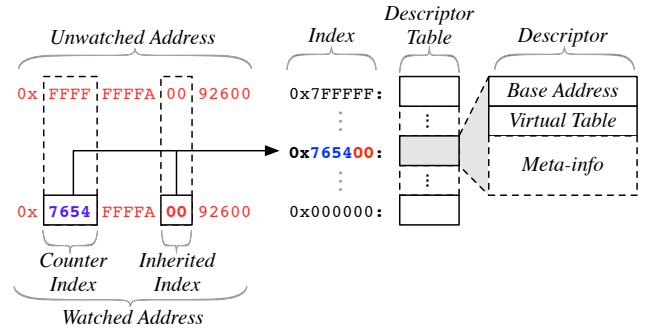 Unwatched Address
Index
Descriptor
Table
Descriptor
0x FFFF FFFFA 00 92600
0x7FFFFF:
Base Address
Virtual Table
0x765400:
Meta-info
0x 7654 FFFFA 00 92600
0x000000:
Counter
Index
Inherited
Index
Watched Address